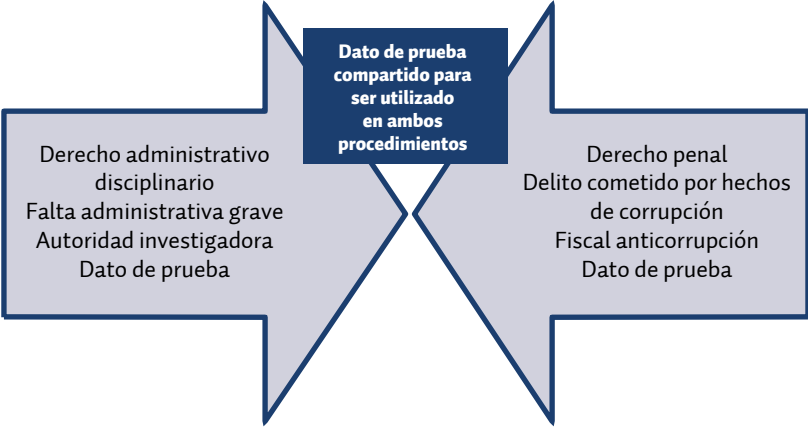 Dato de prueba
compartido para
ser utilizado
en ambos
procedimientos
Derecho administrativo
disciplinario
Falta administrativa grave
Autoridad investigadora
Dato de prueba
Derecho penal
Delito cometido por hechos
de corrupción
Fiscal anticorrupción
Dato de prueba